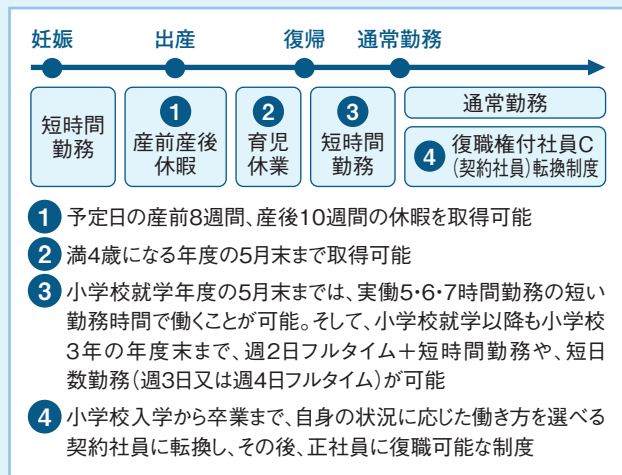 妊娠 出産 復帰 通常勤務
短時間
勤務
1
産前産後
休暇
2
育児
休業
3
短時間
勤務
通常勤務
4 復職権付社員C
(契約社員)転換制度
1 予定日の産前8週間、産後10週間の休暇を取得可能
2 満4歳になる年度の5月末まで取得可能
3 小学校就学年度の5月末までは、実働5・6・7時間勤務の短い
勤務時間で働くことが可能。そして、小学校就学以降も小学校
3年の年度末まで、週2日フルタイム＋短時間勤務や、短日
数勤務(週3日又は週4日フルタイム)が可能
4 小学校入学から卒業まで、自身の状況に応じた働き方を選べる
契約社員に転換し、その後、正社員に復職可能な制度